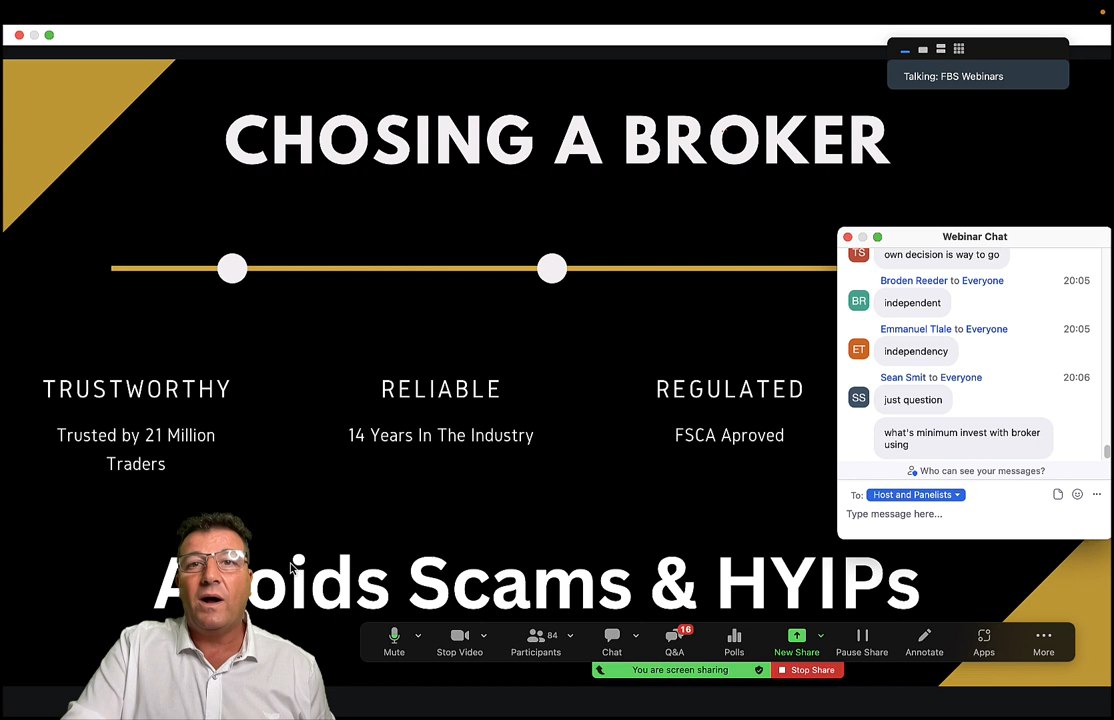 Talking: FBS Webinars
CHOSING A BROKER
TRUSTWORTHY
Trusted by 21 Million
Traders
RELIABLE
14 Years In The Industry
REGULATED
FSCA Aproved
Scams & HYIPs
Webinar Chat
TS
own decision is way to go
Broden Reeder to Everyone 20:05
BR
independent
Emmanuel Tlale to Everyone 20:05
ET
independency
Sean Smit to Everyone 20:06
SS
just question
what's minimum invest with broker
using
Who can see your messages?
To: Host and Panelists
Type message here...
Mute
Stop Video
84
Participants
Chat
16
Q&A
Polls
New Share
Pause Share
Annotate
Apps
More
You are screen sharing
Stop Share